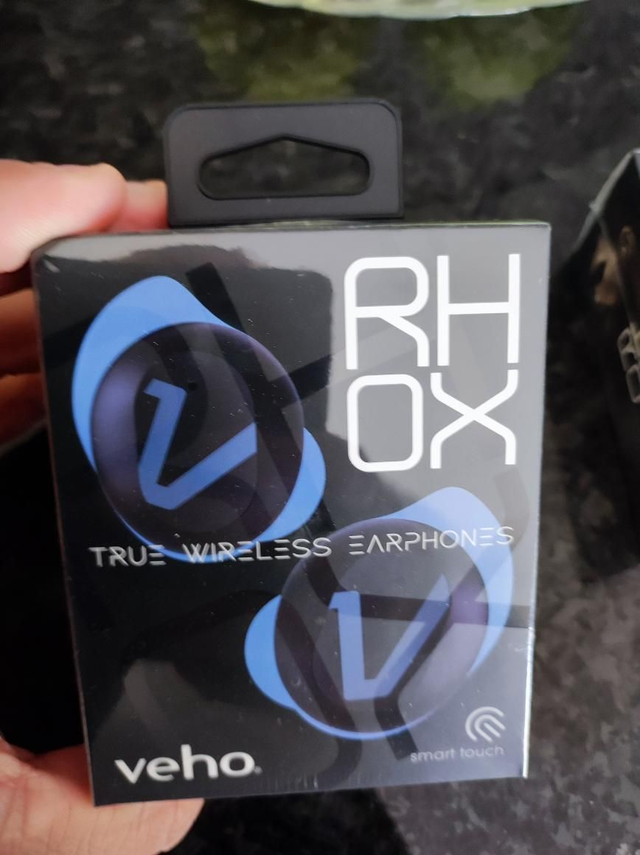 RH
OX
TRUE WIRELESS EARPHONES
smart touch
veho.